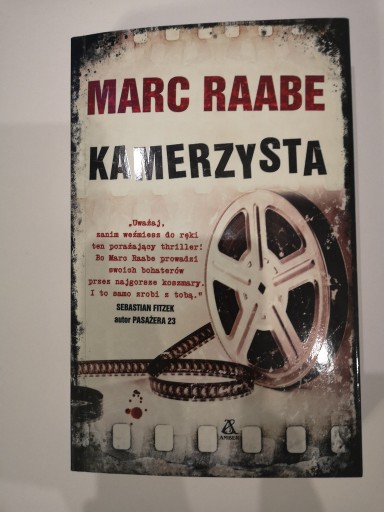 MARC RAABE
KAMERZYSTA
„Uważaj,
zanim weźmiesz do ręki
ten porażający thriller!
Bo Marc Raabe prowadzi
swoich bohaterów
przez najgorsze koszmary.
I to samo zrobi z tobą."
SEBASTIAN FITZEK
autor PASAŻERA 23
AMBER